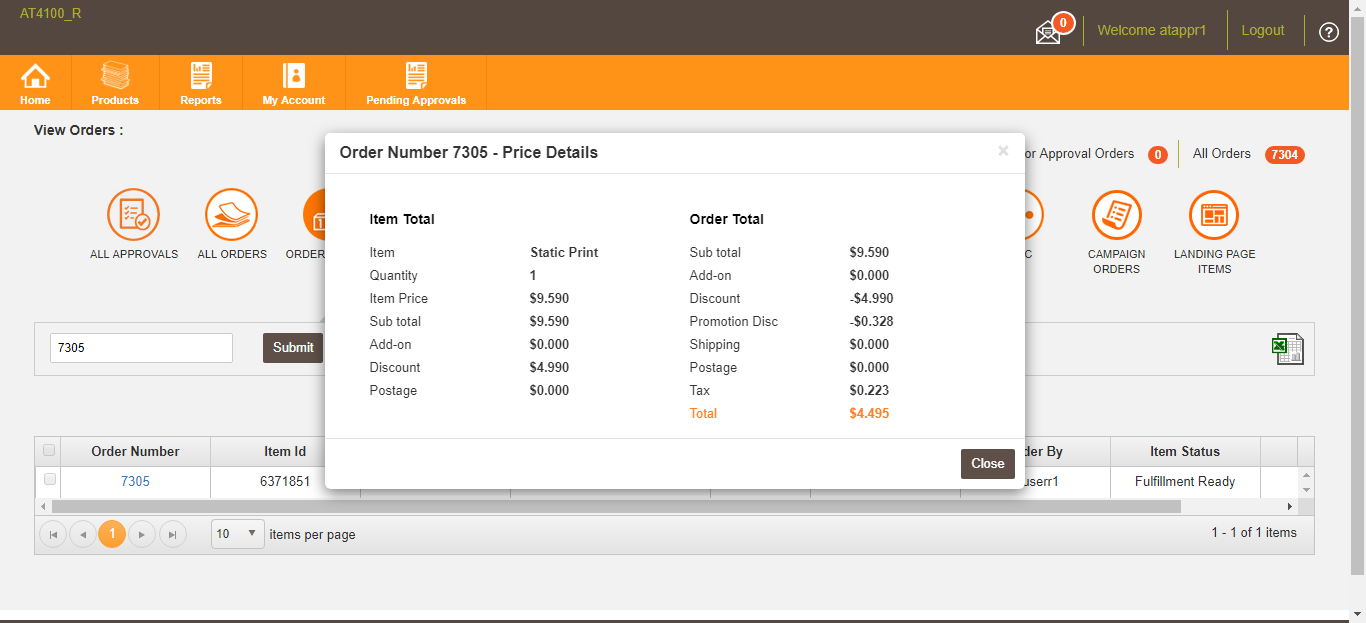 AT4100_R
0
Welcome atappr1
Logout
?
Home
Products
Reports
My Account
Pending Approvals
View Orders :
or Approval Orders 0
All Orders 7304
ALL APPROVALS
ALL ORDERS
ORDER
C
CAMPAIGN
ORDERS
LANDING PAGE
ITEMS
Order Number 7305 - Price Details
×
Item Total
Item Static Print
Quantity 1
Item Price $9.590
Sub total $9.590
Add-on $0.000
Discount $4.990
Postage $0.000
Order Total
Sub total $9.590
Add-on $0.000
Discount -$4.990
Promotion Disc -$0.328
Shipping $0.000
Postage $0.000
Tax $0.223
Total $4.495
Close
7305
Submit
Order Number Item Id der By Item Status
7305 6371851 userr1 Fulfillment Ready
1
10 items per page
1 - 1 of 1 items